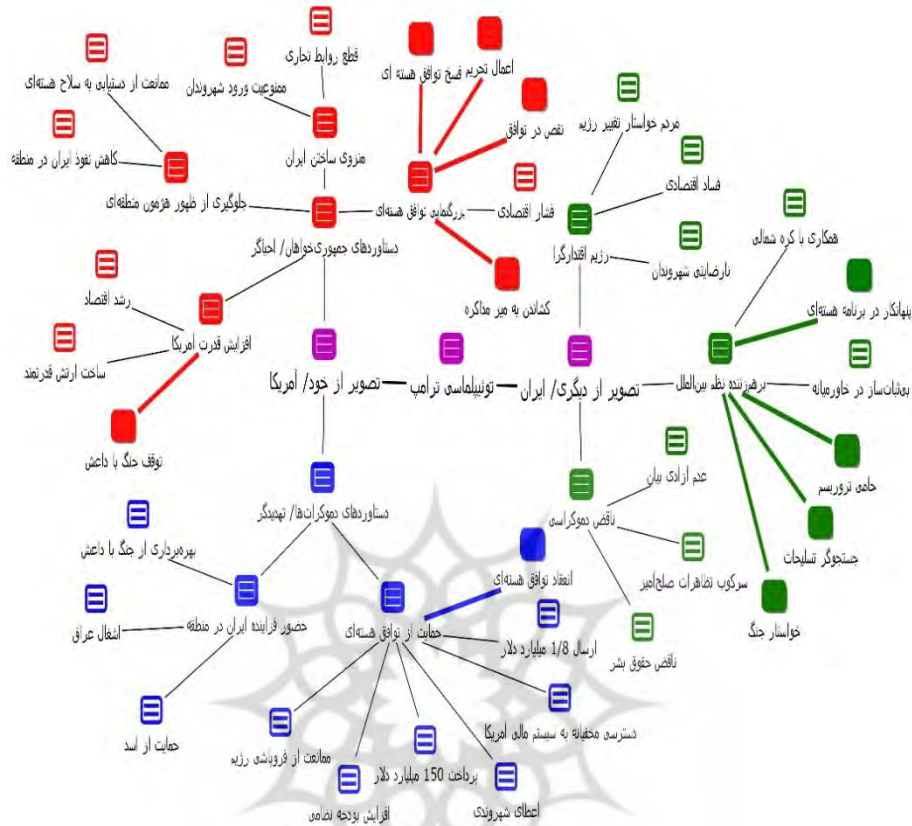 قطع روابط تجاری
ممنوعیت ورود شهروندان
ممانعت از دستیابی به سلاح هسته‌ای
فسخ توافق هسته ای
اعمال تحریم
نقص در توافق
مردم خواستار تغییر رژیم
منزوی ساختن ایران
کاهش نفوذ ایران در منطقه
فساد اقتصادی
جلوگیری از ظهور هژمون منطقه‌ای
بزرگنمایی توافق هسته‌ای
فشار اقتصادی
رژیم اقتدارگرا
همکاری با کره شمالی
دستاوردهای جمهوری‌خواهان/ احیاگر
نارضایتی شهروندان
رشد اقتصاد
کشاندن به میز مذاکره
پنهانکار در برنامه هسته‌ای
افزایش قدرت آمریکا
ساخت ارتش قدرتمند
تصویر از خود/ آمریکا
توئیپلماسی ترامپ
تصویر از دیگری/ ایران
برهم‌زننده نظم بین‌الملل
بی‌ثبات‌ساز در خاورمیانه
توقف جنگ با داعش
عدم آزادی بیان
حامی تروریسم
دستاوردهای دموکرات‌ها/ تهدیدگر
ناقض دموکراسی
جستجوگر تسلیحات
بهره‌برداری از جنگ با داعش
انعقاد توافق هسته‌ای
سرکوب تظاهرات صلح‌آمیز
خواستار جنگ
اشغال عراق
حضور فزاینده ایران در منطقه
حمایت از توافق هسته‌ای
ارسال 1/8 میلیارد دلار
ناقض حقوق بشر
حمایت از اسد
دسترسی مخفیانه به سیستم مالی آمریکا
ممانعت از فروپاشی رژیم
پرداخت 150 میلیارد دلار
افزایش بودجه نظامی
اعطای شهروندی